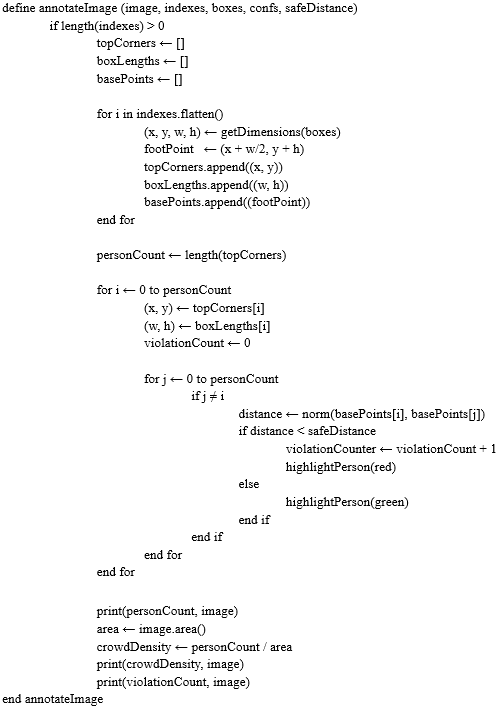 define annotateImage (image, indexes, boxes, confs, safeDistance)
if length(indexes) > 0
topCorners ← []
boxLengths ← []
basePoints ← []
for i in indexes.flatten()
(x, y, w, h) ← getDimensions(boxes)
footPoint ← (x + w/2, y + h)
topCorners.append((x, y))
boxLengths.append((w, h))
basePoints.append((footPoint))
end for
personCount ← length(topCorners)
for i ← 0 to personCount
(x, y) ← topCorners[i]
(w, h) ← boxLengths[i]
violationCount ← 0
for j ← 0 to personCount
if j ≠ i
distance ← norm(basePoints[i], basePoints[j])
if distance < safeDistance
violationCounter ← violationCount + 1
highlightPerson(red)
else
highlightPerson(green)
end if
end if
end for
end for
print(personCount, image)
area ← image.area()
crowdDensity ← personCount / area
print(crowdDensity, image)
print(violationCount, image)
end annotateImage